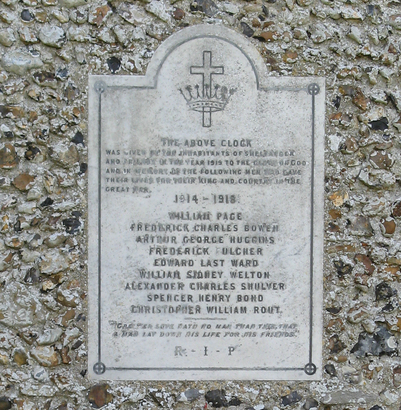 THE ABOVE CLOCK
WAS GIVEN BY THE INHABITANTS OF
AND IN THE YEAR 1919 TO THE GLORY OF GOD
AND IN MEMORY OF THE FOLLOWING MEN WHO GAVE
THEIR LIVES FOR THEIR KING AND COUNTRY IN THE
GREAT WAR.
1914 - 1918
WILLIAM PAGE
FREDERICK CHARLES BOWEN
ARTHUR GEORGE HUGGINS
FREDERICK FULCHER
EDWARD LAST WARD
WILLIAM SIDNEY WELTON
ALEXANDER CHARLES SHULVER
SPENCER HENRY BOND
CHRISTOPHER WILLIAM ROUT.
"GREATER LOVE HATH NO MAN THAN THIS, THAT
A MAN LAY DOWN HIS LIFE FOR HIS FRIENDS."
R - I - P